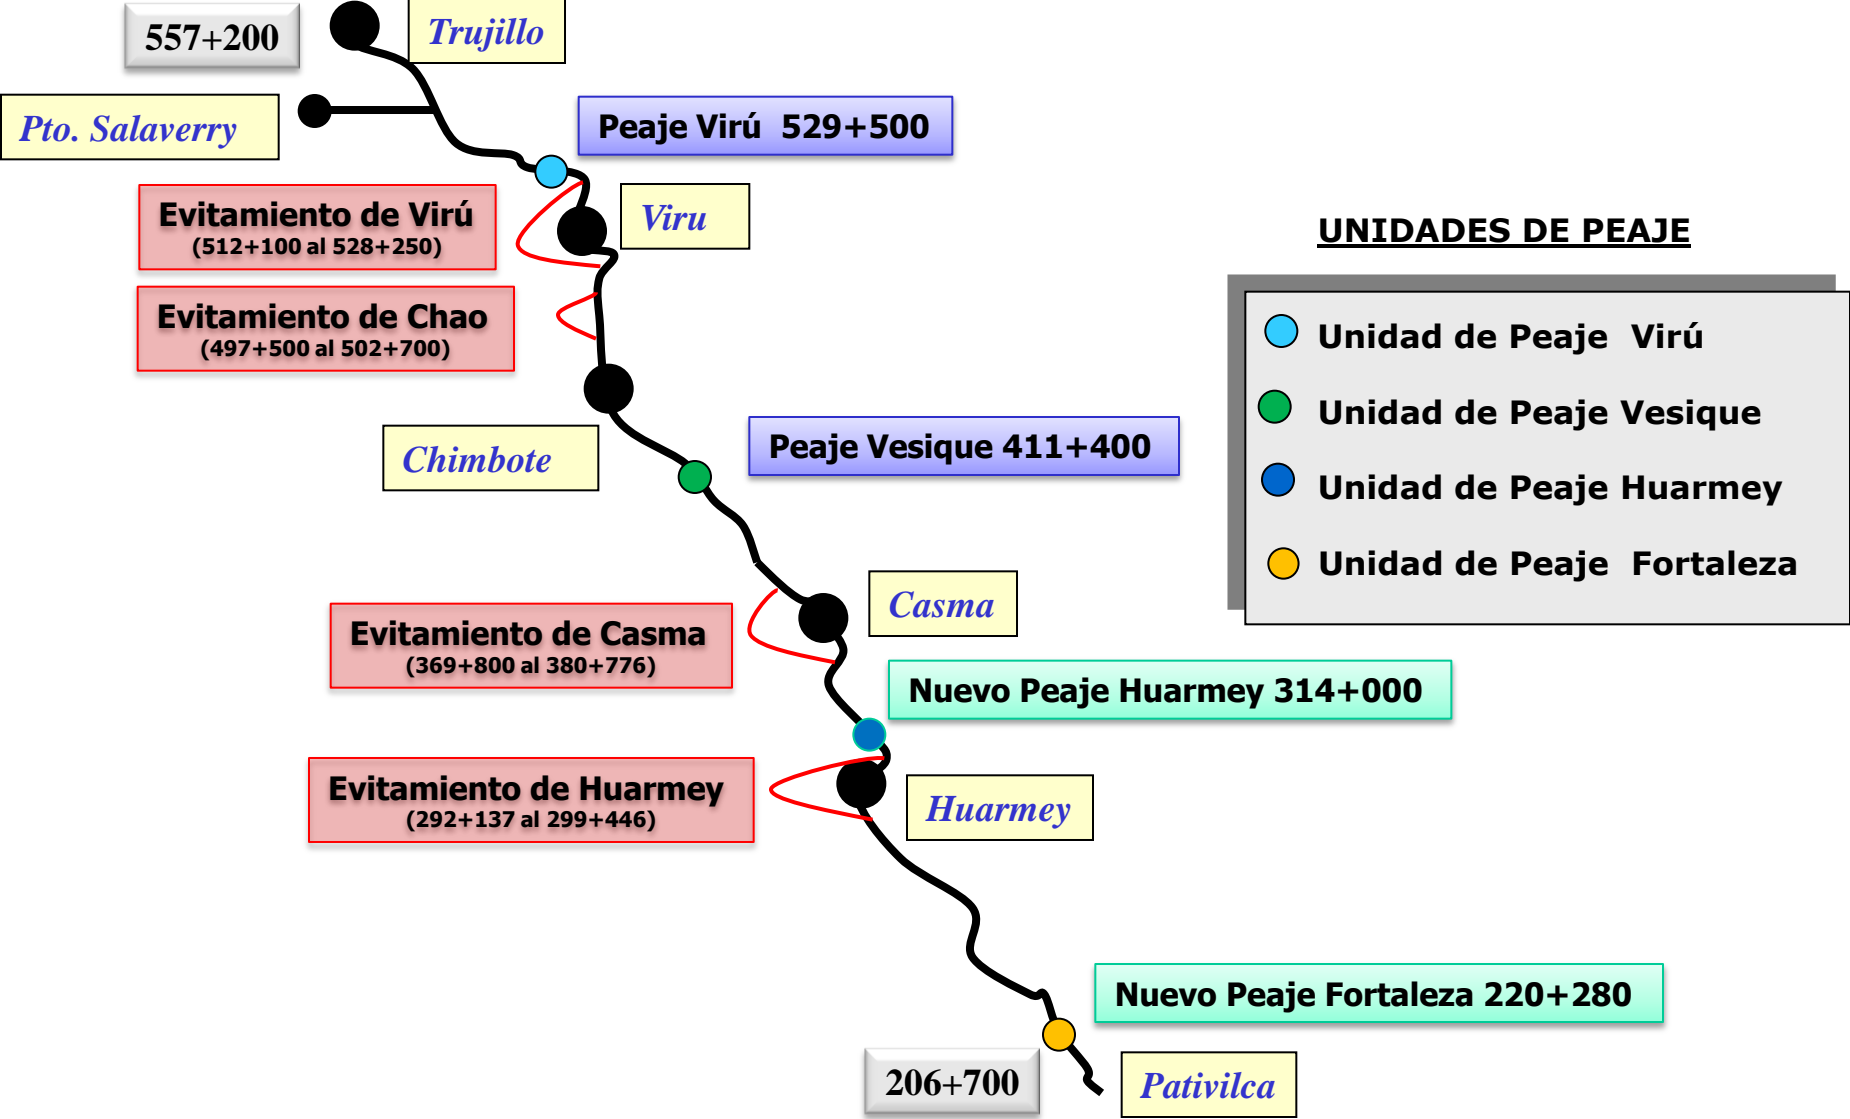 557+200
Trujillo
Pto. Salaverry
Peaje Virú  529+500
Evitamiento de Virú
(512+100 al 528+250)
Viru
Evitamiento de Chao
(497+500 al 502+700)
Chimbote
Peaje Vesique 411+400
Evitamiento de Casma
(369+800 al 380+776)
Casma
Nuevo Peaje Huarmey 314+000
Evitamiento de Huarmey
(292+137 al 299+446)
Huarmey
Nuevo Peaje Fortaleza 220+280
206+700
Pativilca
UNIDADES DE PEAJE
Unidad de Peaje  Virú
Unidad de Peaje Vesique
Unidad de Peaje Huarmey
Unidad de Peaje  Fortaleza